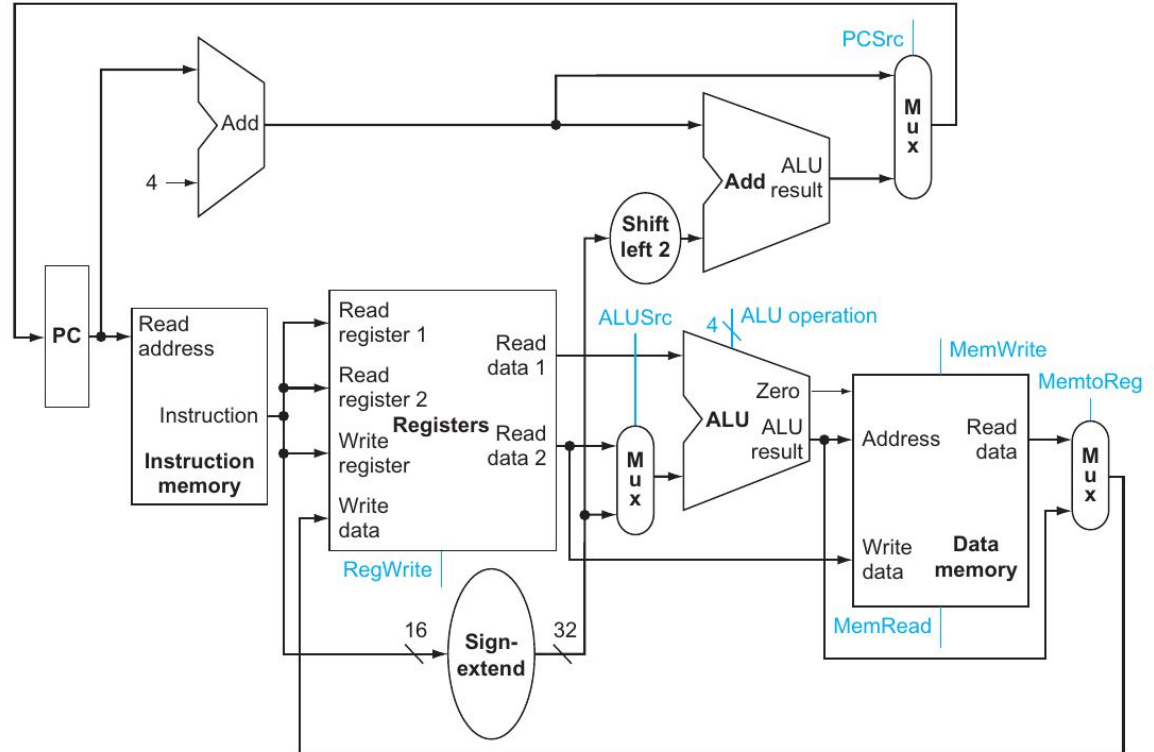 PCSrc
Add
4
M
u
x
Add
ALU
result
Shift
left 2
PC
Read
address
Instruction
Instruction
memory
Read
register 1
Read
register 2
Write
register
Write
data
Registers
Read
data 1
Read
data 2
RegWrite
16
Sign-
extend
32
ALUSrc
M
u
x
4
ALU operation
Zero
ALU
ALU
result
MemWrite
Address
Read
data
Write
data
Data
memory
MemRead
MemtoReg
M
u
x